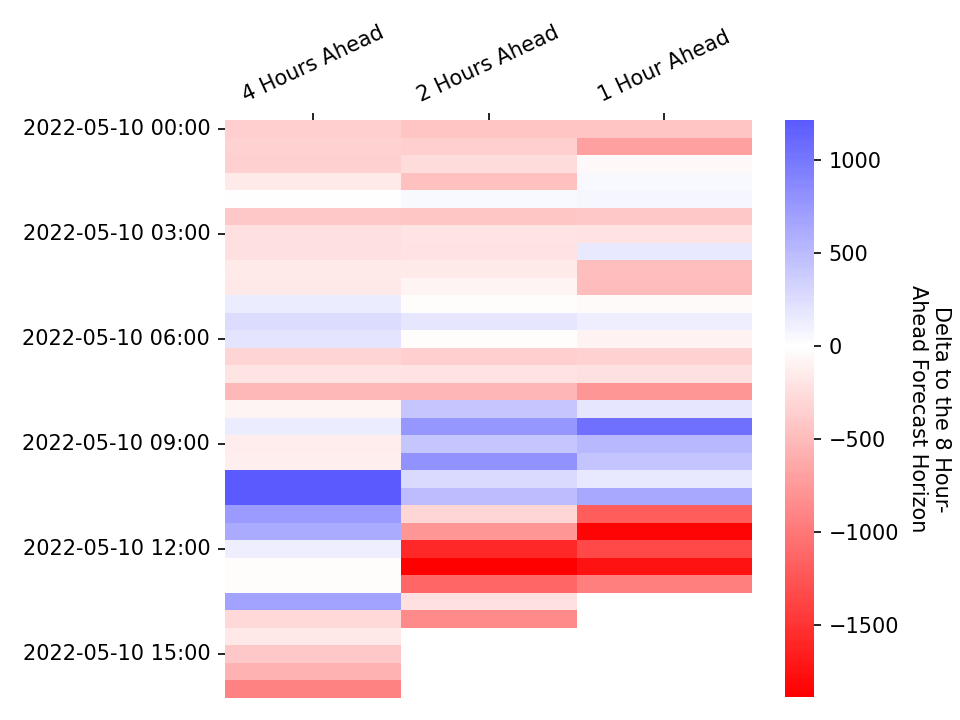 4 Hours Ahead
2 Hours Ahead
1 Hour Ahead
2022-05-10 00:00
2022-05-10 03:00
2022-05-10 06:00
2022-05-10 09:00
2022-05-10 12:00
2022-05-10 15:00
1000
500
0
−500
−1000
−1500
Delta to the 8 Hour-
Ahead Forecast Horizon